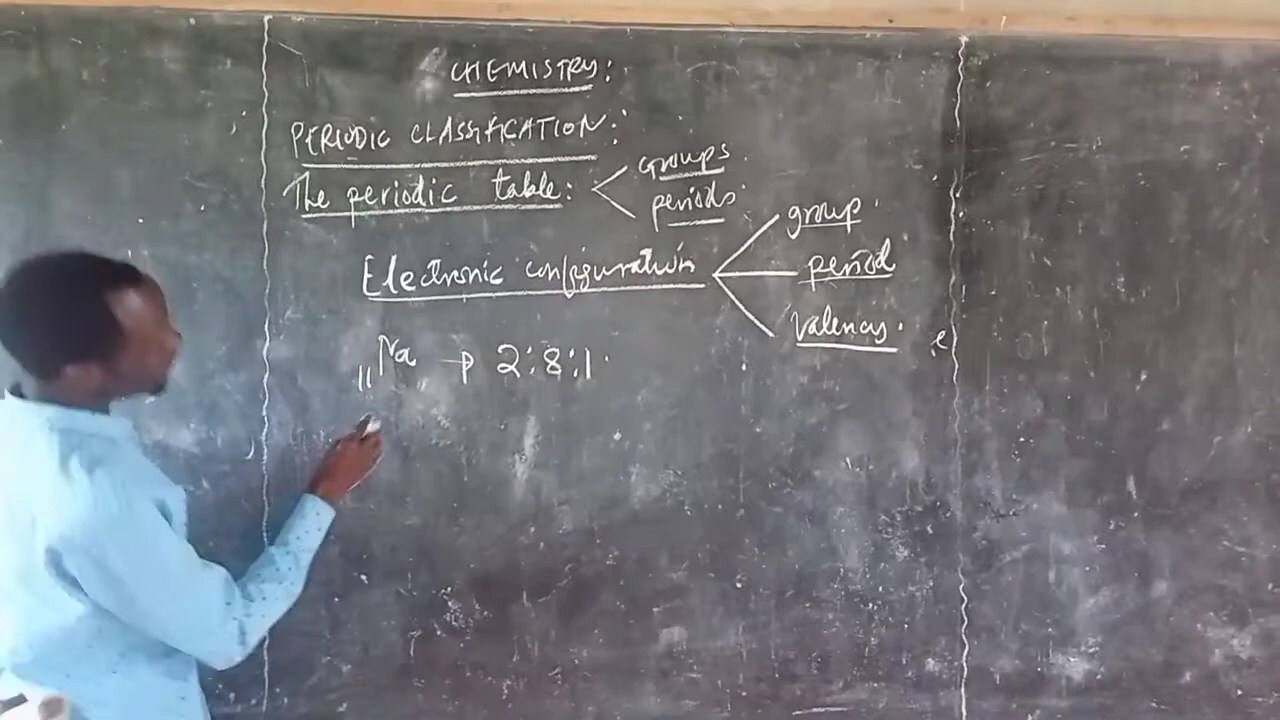 CHEMISTRY:
PERIODIC CLASSIFICATION:
The periodic table: groups.
periods.
Electronic configuration group.
period
Valency.
11Na → 2:8:1.